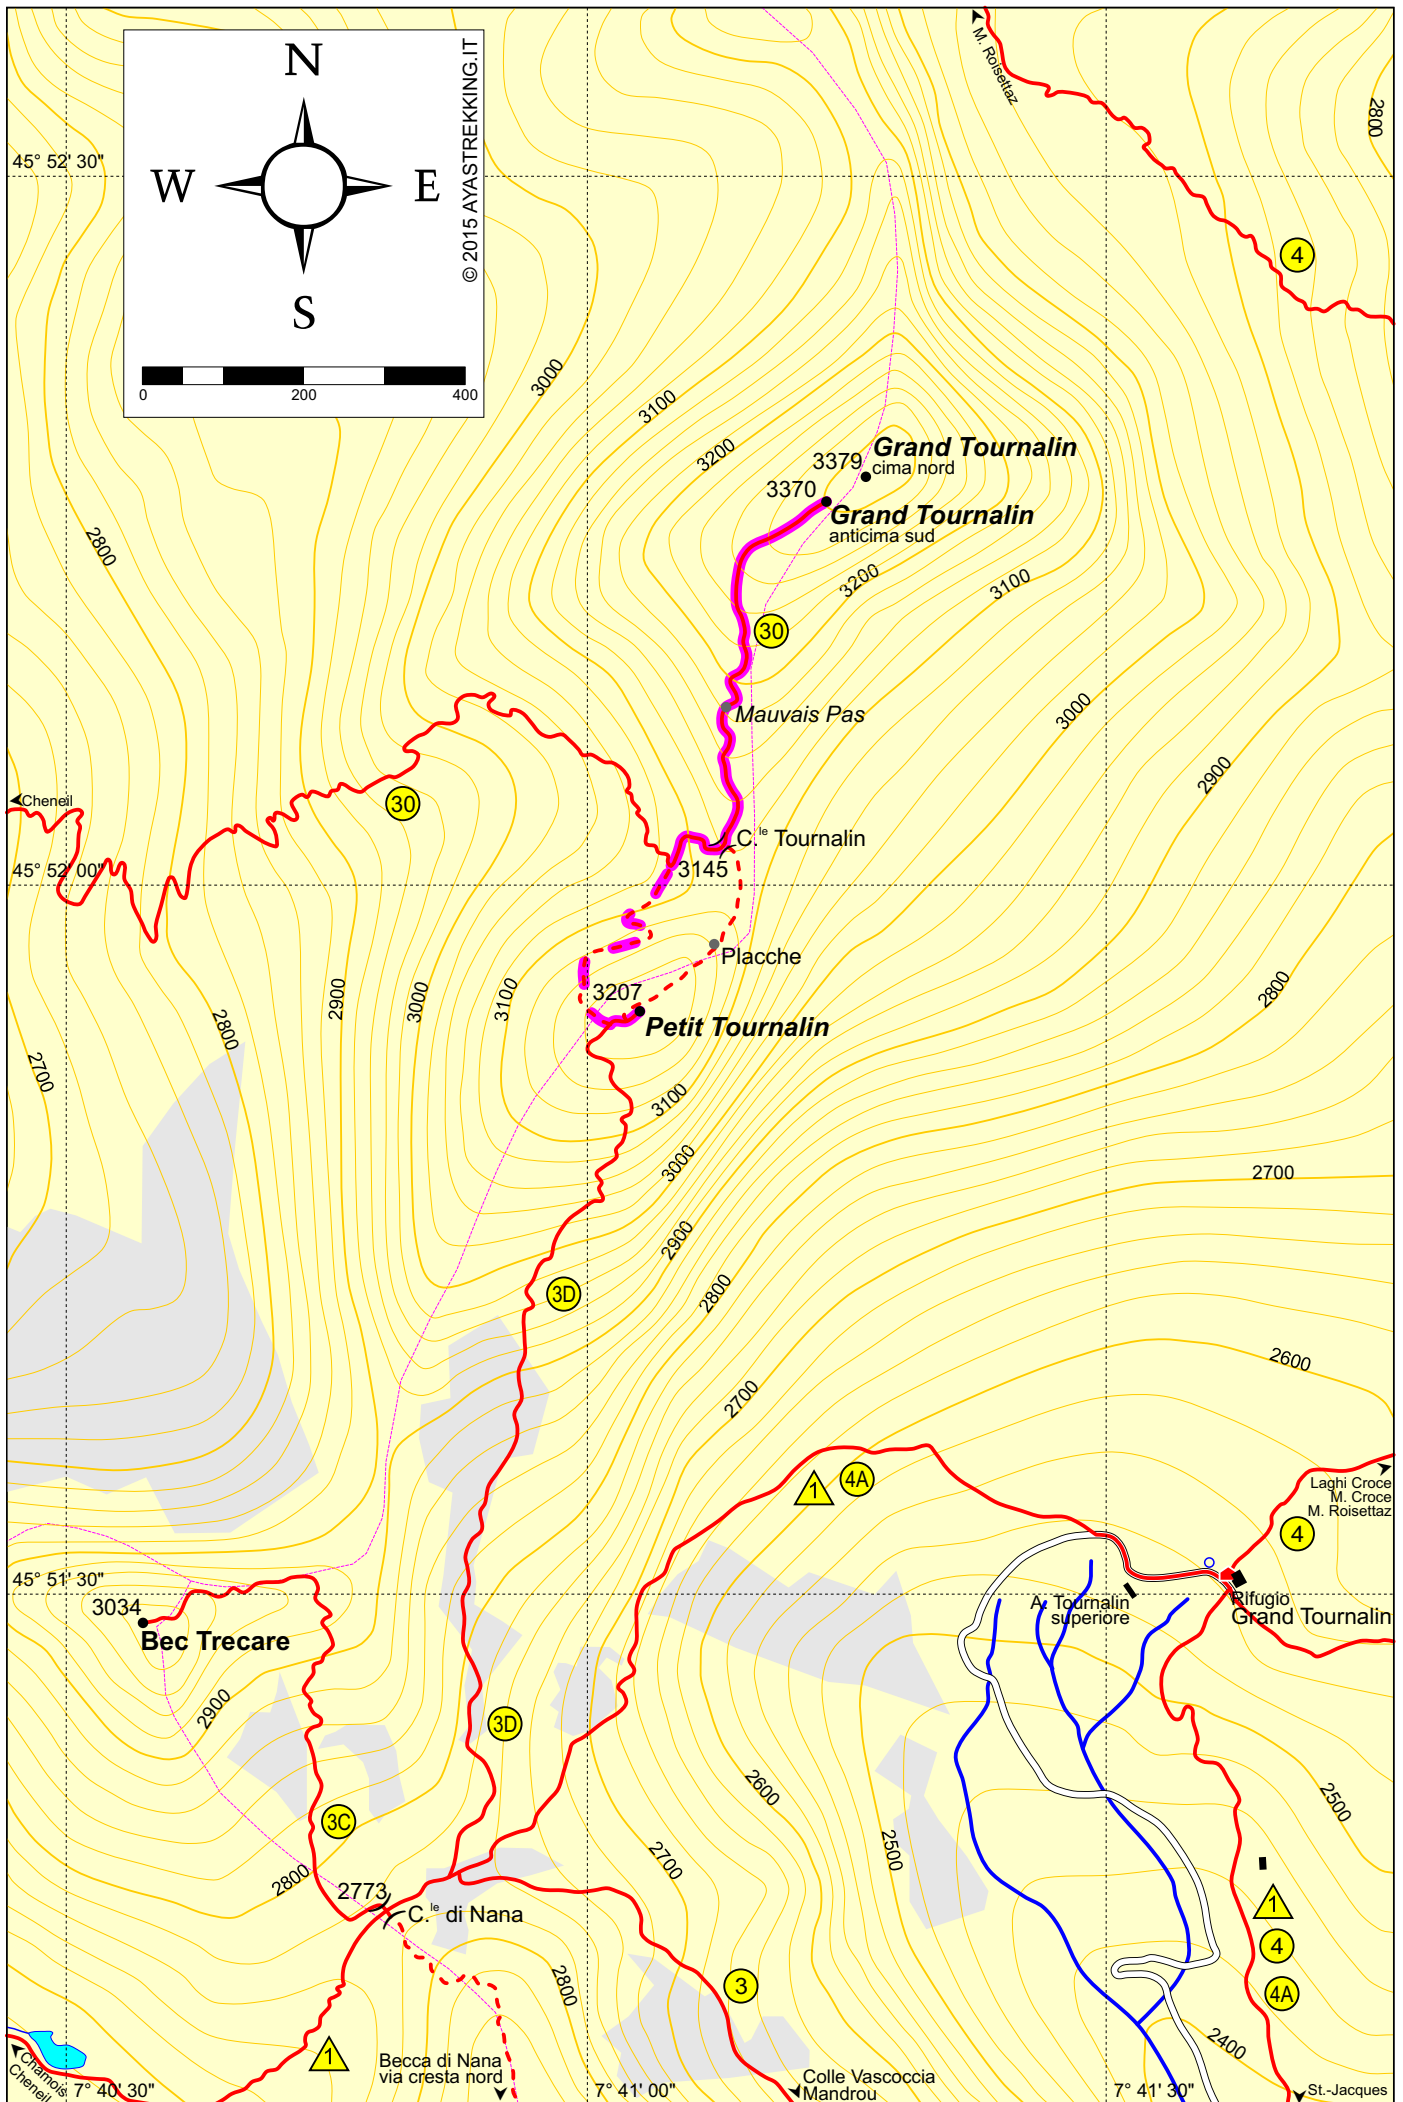 M. Roisettaz
2800
N
W
E
S
© 2015 AYASTREKKING.IT
0
200
400
45° 52' 30"
4
3000
3100
3200
Grand Tournalin
3379
cima nord
3370
Grand Tournalin
anticima sud
2800
3200
3100
30
3000
Mauvais Pas
2900
Cheneil
30
C.le Tournalin
3145
45° 52' 00"
Placche
2900
3000
3100
3207
2800
Petit Tournalin
2800
2700
3100
3000
2700
2900
3D
2800
2600
2700
1
4A
Laghi Croce
M. Croce
M. Roisettaz
4
45° 51' 30"
3034
Bec Trecare
A. Tournalin
superiore
Rifugio
Grand Tournalin
2900
3D
2600
2500
3C
2500
2700
2800
2773
C.le di Nana
1
4
4A
2800
3
1
2400
Chamois
Cheneil
7° 40' 30"
Becca di Nana
via cresta nord
7° 41' 00"
Colle Vascoccia
Mandrou
7° 41' 30"
St.-Jacques